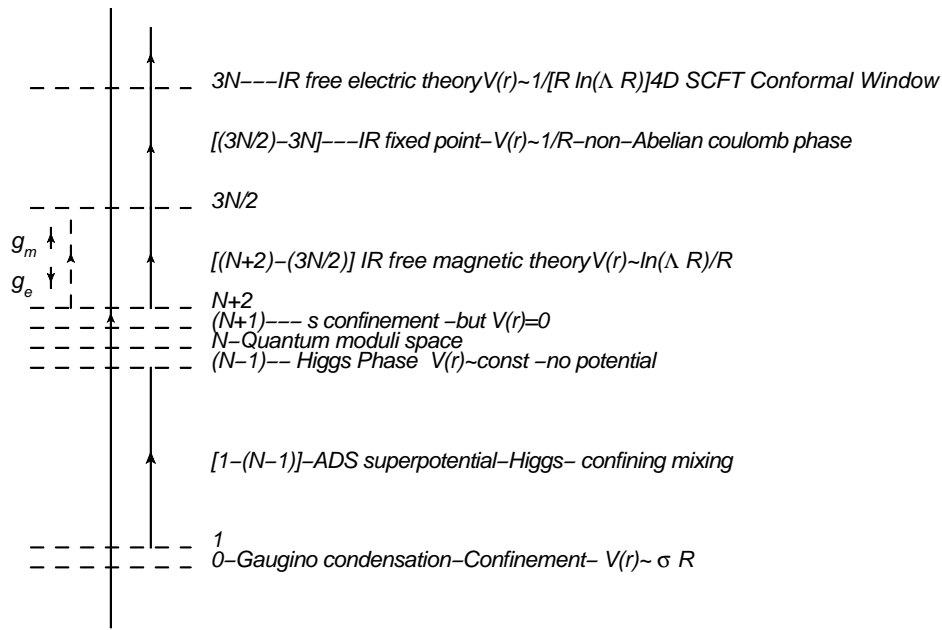 3N−−−IR free electric theoryV(r)~1/[R ln(Λ R)]4D SCFT Conformal Window
[(3N/2)−3N]−−−IR fixed point−V(r)~1/R−non−Abelian coulomb phase
3N/2
g_m
[(N+2)−(3N/2)] IR free magnetic theoryV(r)~ln(Λ R)/R
g_e
N+2
(N+1)−−− s confinement −but V(r)=0
N−Quantum moduli space
(N−1)−− Higgs Phase V(r)~const −no potential
[1−(N−1)]−ADS superpotential−Higgs− confining mixing
1
0−Gaugino condensation−Confinement− V(r)~ σ R